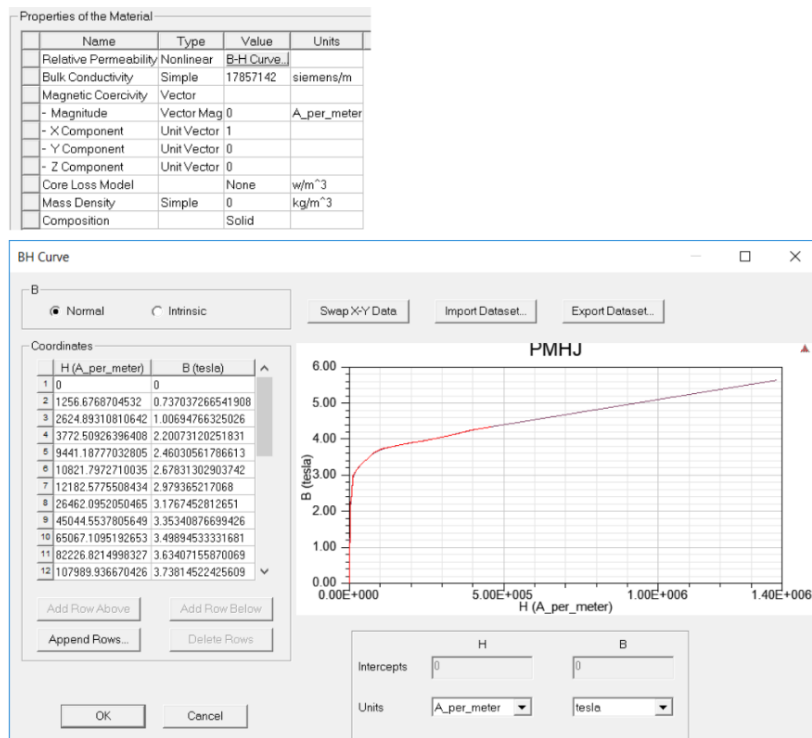 Properties of the Material
Name Type Value Units
Relative Permeability Nonlinear B-H Curve...
Bulk Conductivity Simple 17857142 siemens/m
Magnetic Coercivity Vector
- Magnitude Vector Mag 0 A_per_meter
- X Component Unit Vector 1
- Y Component Unit Vector 0
- Z Component Unit Vector 0
Core Loss Model None w/m^3
Mass Density Simple 0 kg/m^3
Composition Solid
BH Curve
B
Normal Intrinsic
Swap X-Y Data Import Dataset... Export Dataset...
Coordinates
H (A_per_meter) B (tesla)
1 0 0
2 1256.6768704532 0.737037266541908
3 2624.89310810642 1.00694766325026
4 3772.50926396408 2.20073120251831
5 9441.18777032805 2.46030561786613
6 10821.7972710035 2.67831302903742
7 12182.5775508434 2.979365217068
8 26462.0952050465 3.1767452812651
9 45044.5537805649 3.35340876699426
10 65067.1095192653 3.49894533331681
11 82226.8214998327 3.63407155870069
12 107989.936670426 3.73814522425609
Add Row Above Add Row Below
Append Rows... Delete Rows
OK Cancel
PMHJ
6.00
5.00
4.00
3.00
2.00
1.00
0.00
B (tesla)
0.00E+000 5.00E+005 1.00E+006 1.40E+006
H (A_per_meter)
H B
Intercepts 0 0
Units A_per_meter tesla